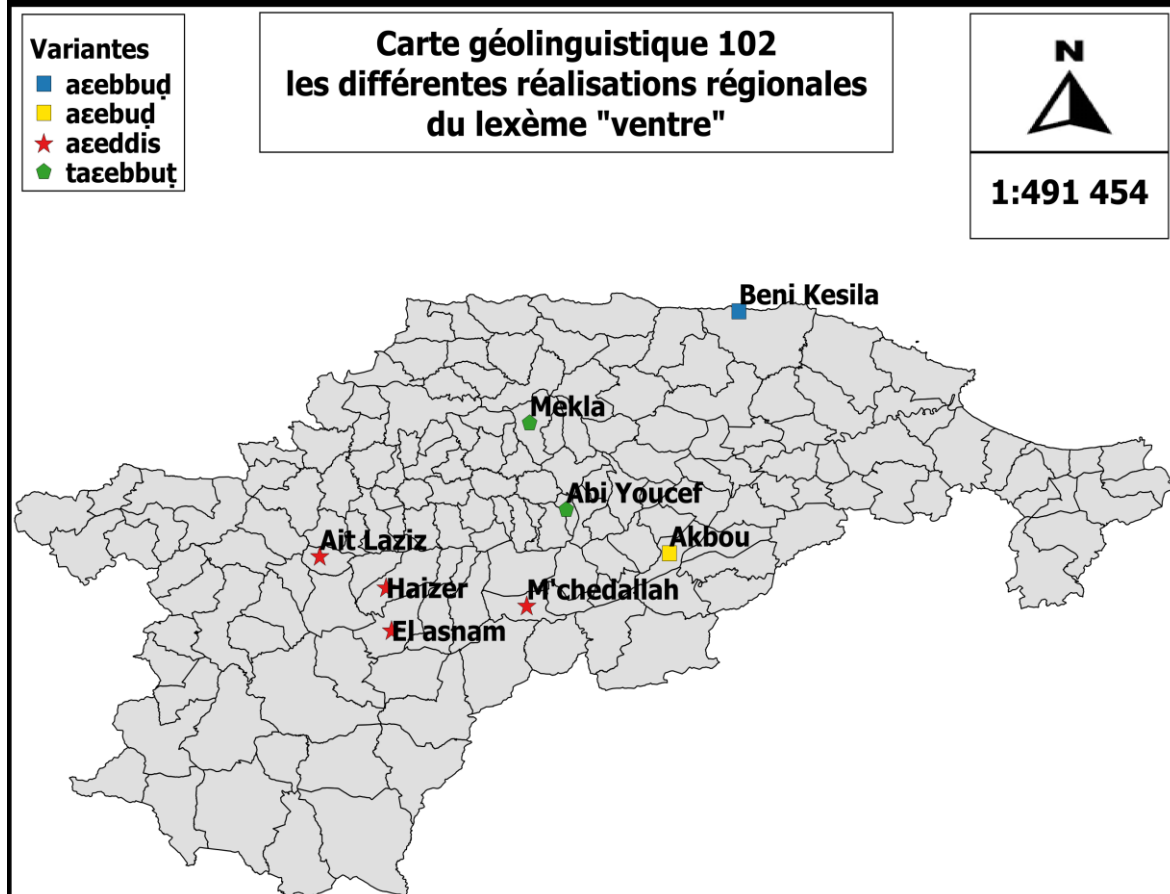 Variantes
aɛebbuḍ
aɛebuḍ
aɛeddis
taɛebbuṭ
Carte géolinguistique 102
les différentes réalisations régionales
du lexème "ventre"
N
1:491 454
Beni Kesila
Mekla
Abi Youcef
Akbou
Ait Laziz
Haizer
M'chedallah
El asnam